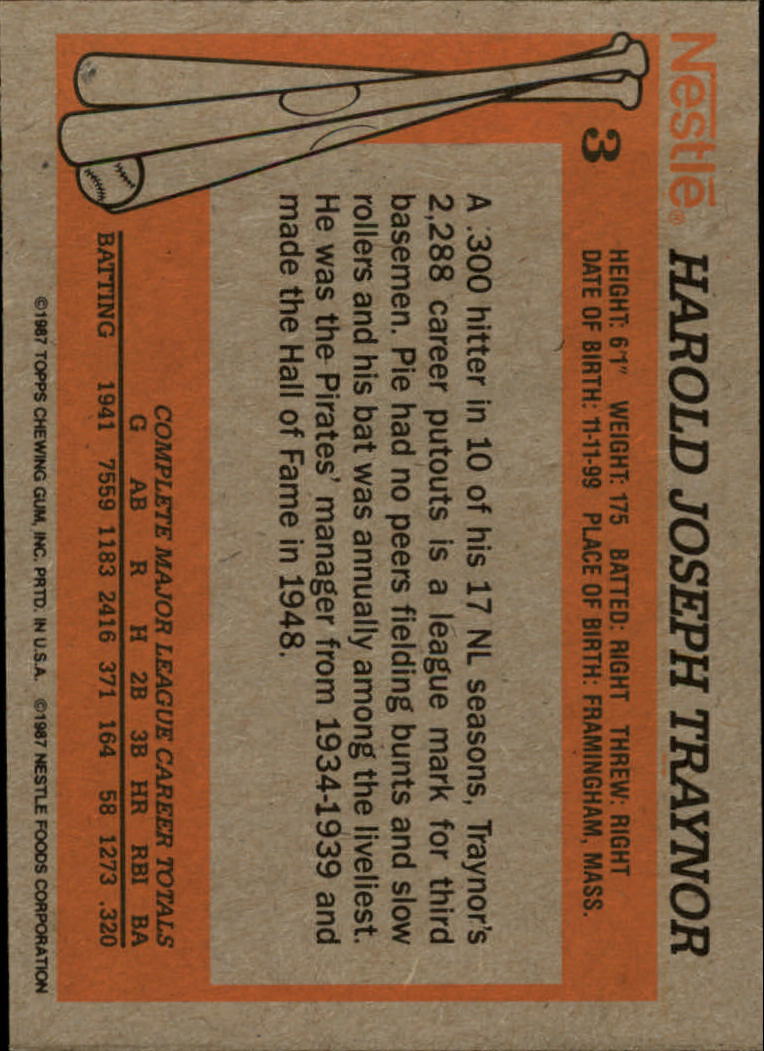 Nestlé®
HAROLD JOSEPH TRAYNOR
3
HEIGHT: 6'1" WEIGHT: 175 BATTED: RIGHT THREW: RIGHT
DATE OF BIRTH: 11-11-99 PLACE OF BIRTH: FRAMINGHAM, MASS.
A .300 hitter in 10 of his 17 NL seasons, Traynor's
2,288 career putouts is a league mark for third
basemen. Pie had no peers fielding bunts and slow
rollers and his bat was annually among the liveliest.
He was the Pirates' manager from 1934-1939 and
made the Hall of Fame in 1948.
COMPLETE MAJOR LEAGUE CAREER TOTALS
G AB R H 2B 3B HR RBI BA
BATTING 1941 7559 1183 2416 371 164 58 1273 .320
©1987 TOPPS CHEWING GUM, INC. PRTD. IN U.S.A. ©1987 NESTLE FOODS CORPORATION